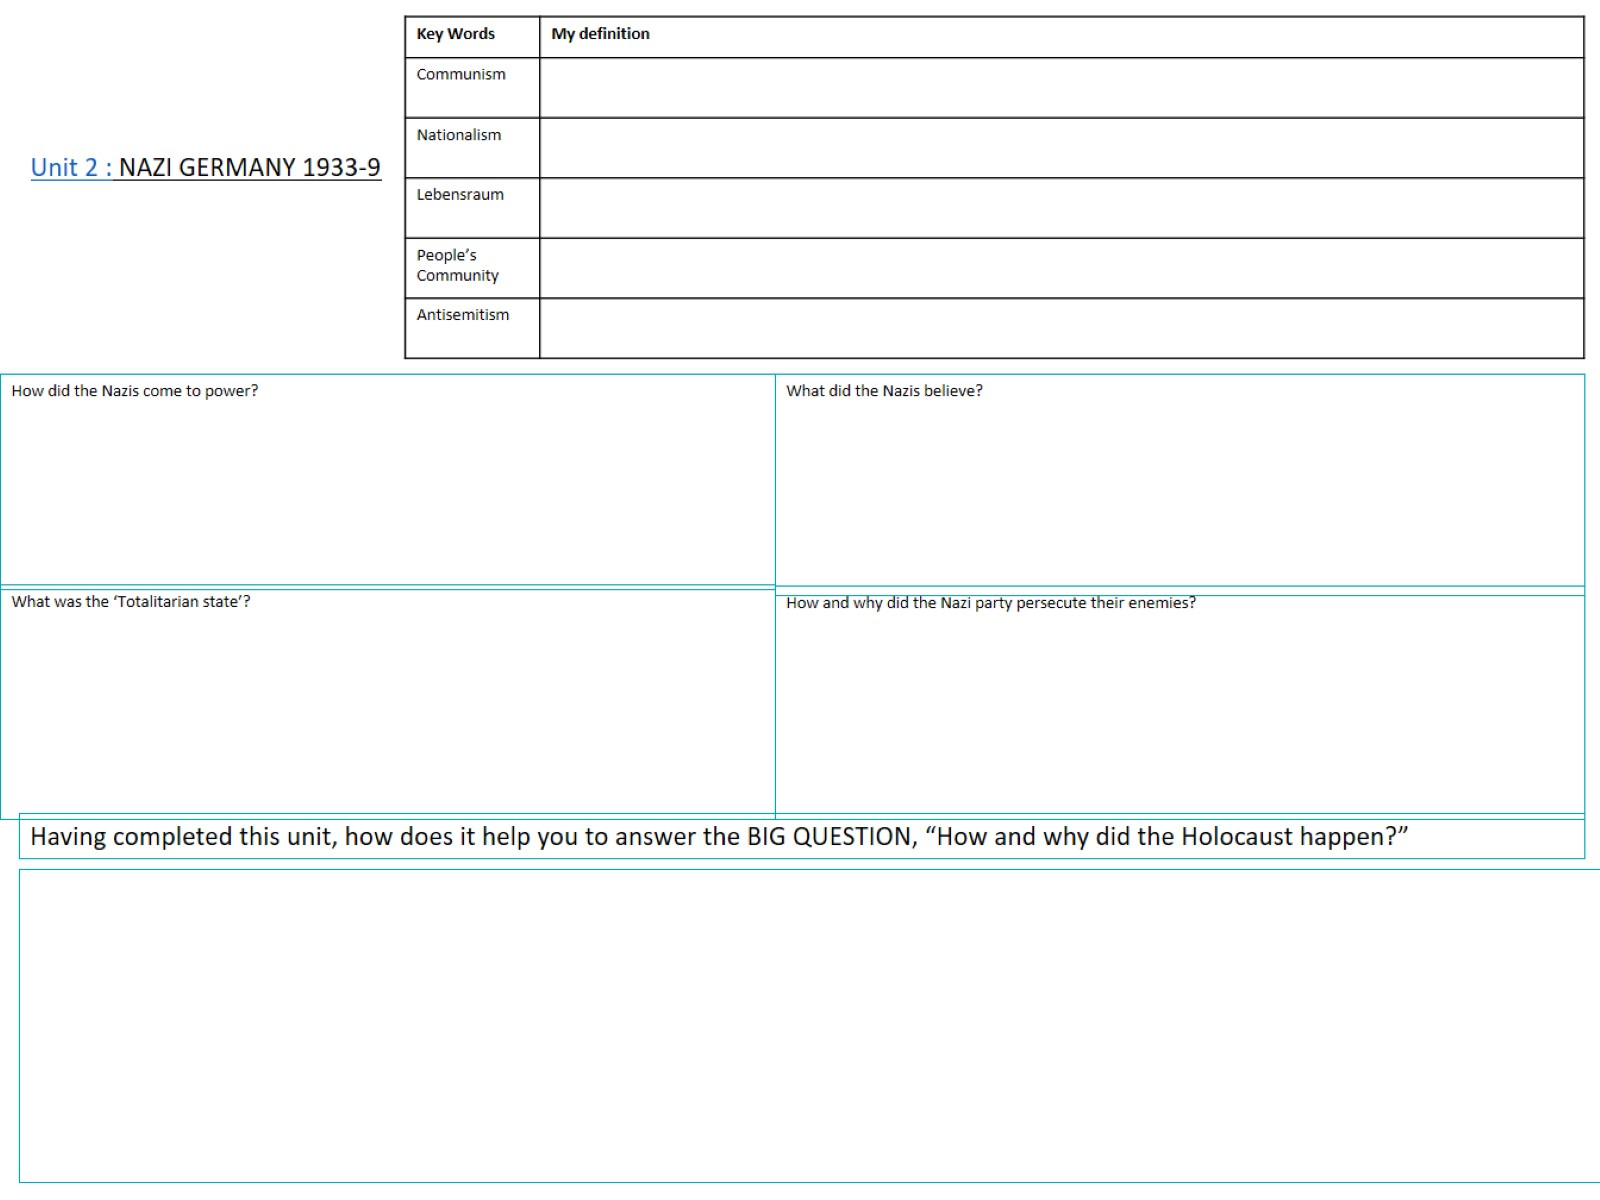 Key Words
My definition
Communism
Nationalism
Unit 2 : NAZI GERMANY 1933-9
Lebensraum
People’s
Community
Antisemitism
How did the Nazis come to power?
What did the Nazis believe?
What was the ‘Totalitarian state’?
How and why did the Nazi party persecute their enemies?
Having completed this unit, how does it help you to answer the BIG QUESTION, “How and why did the Holocaust happen?”